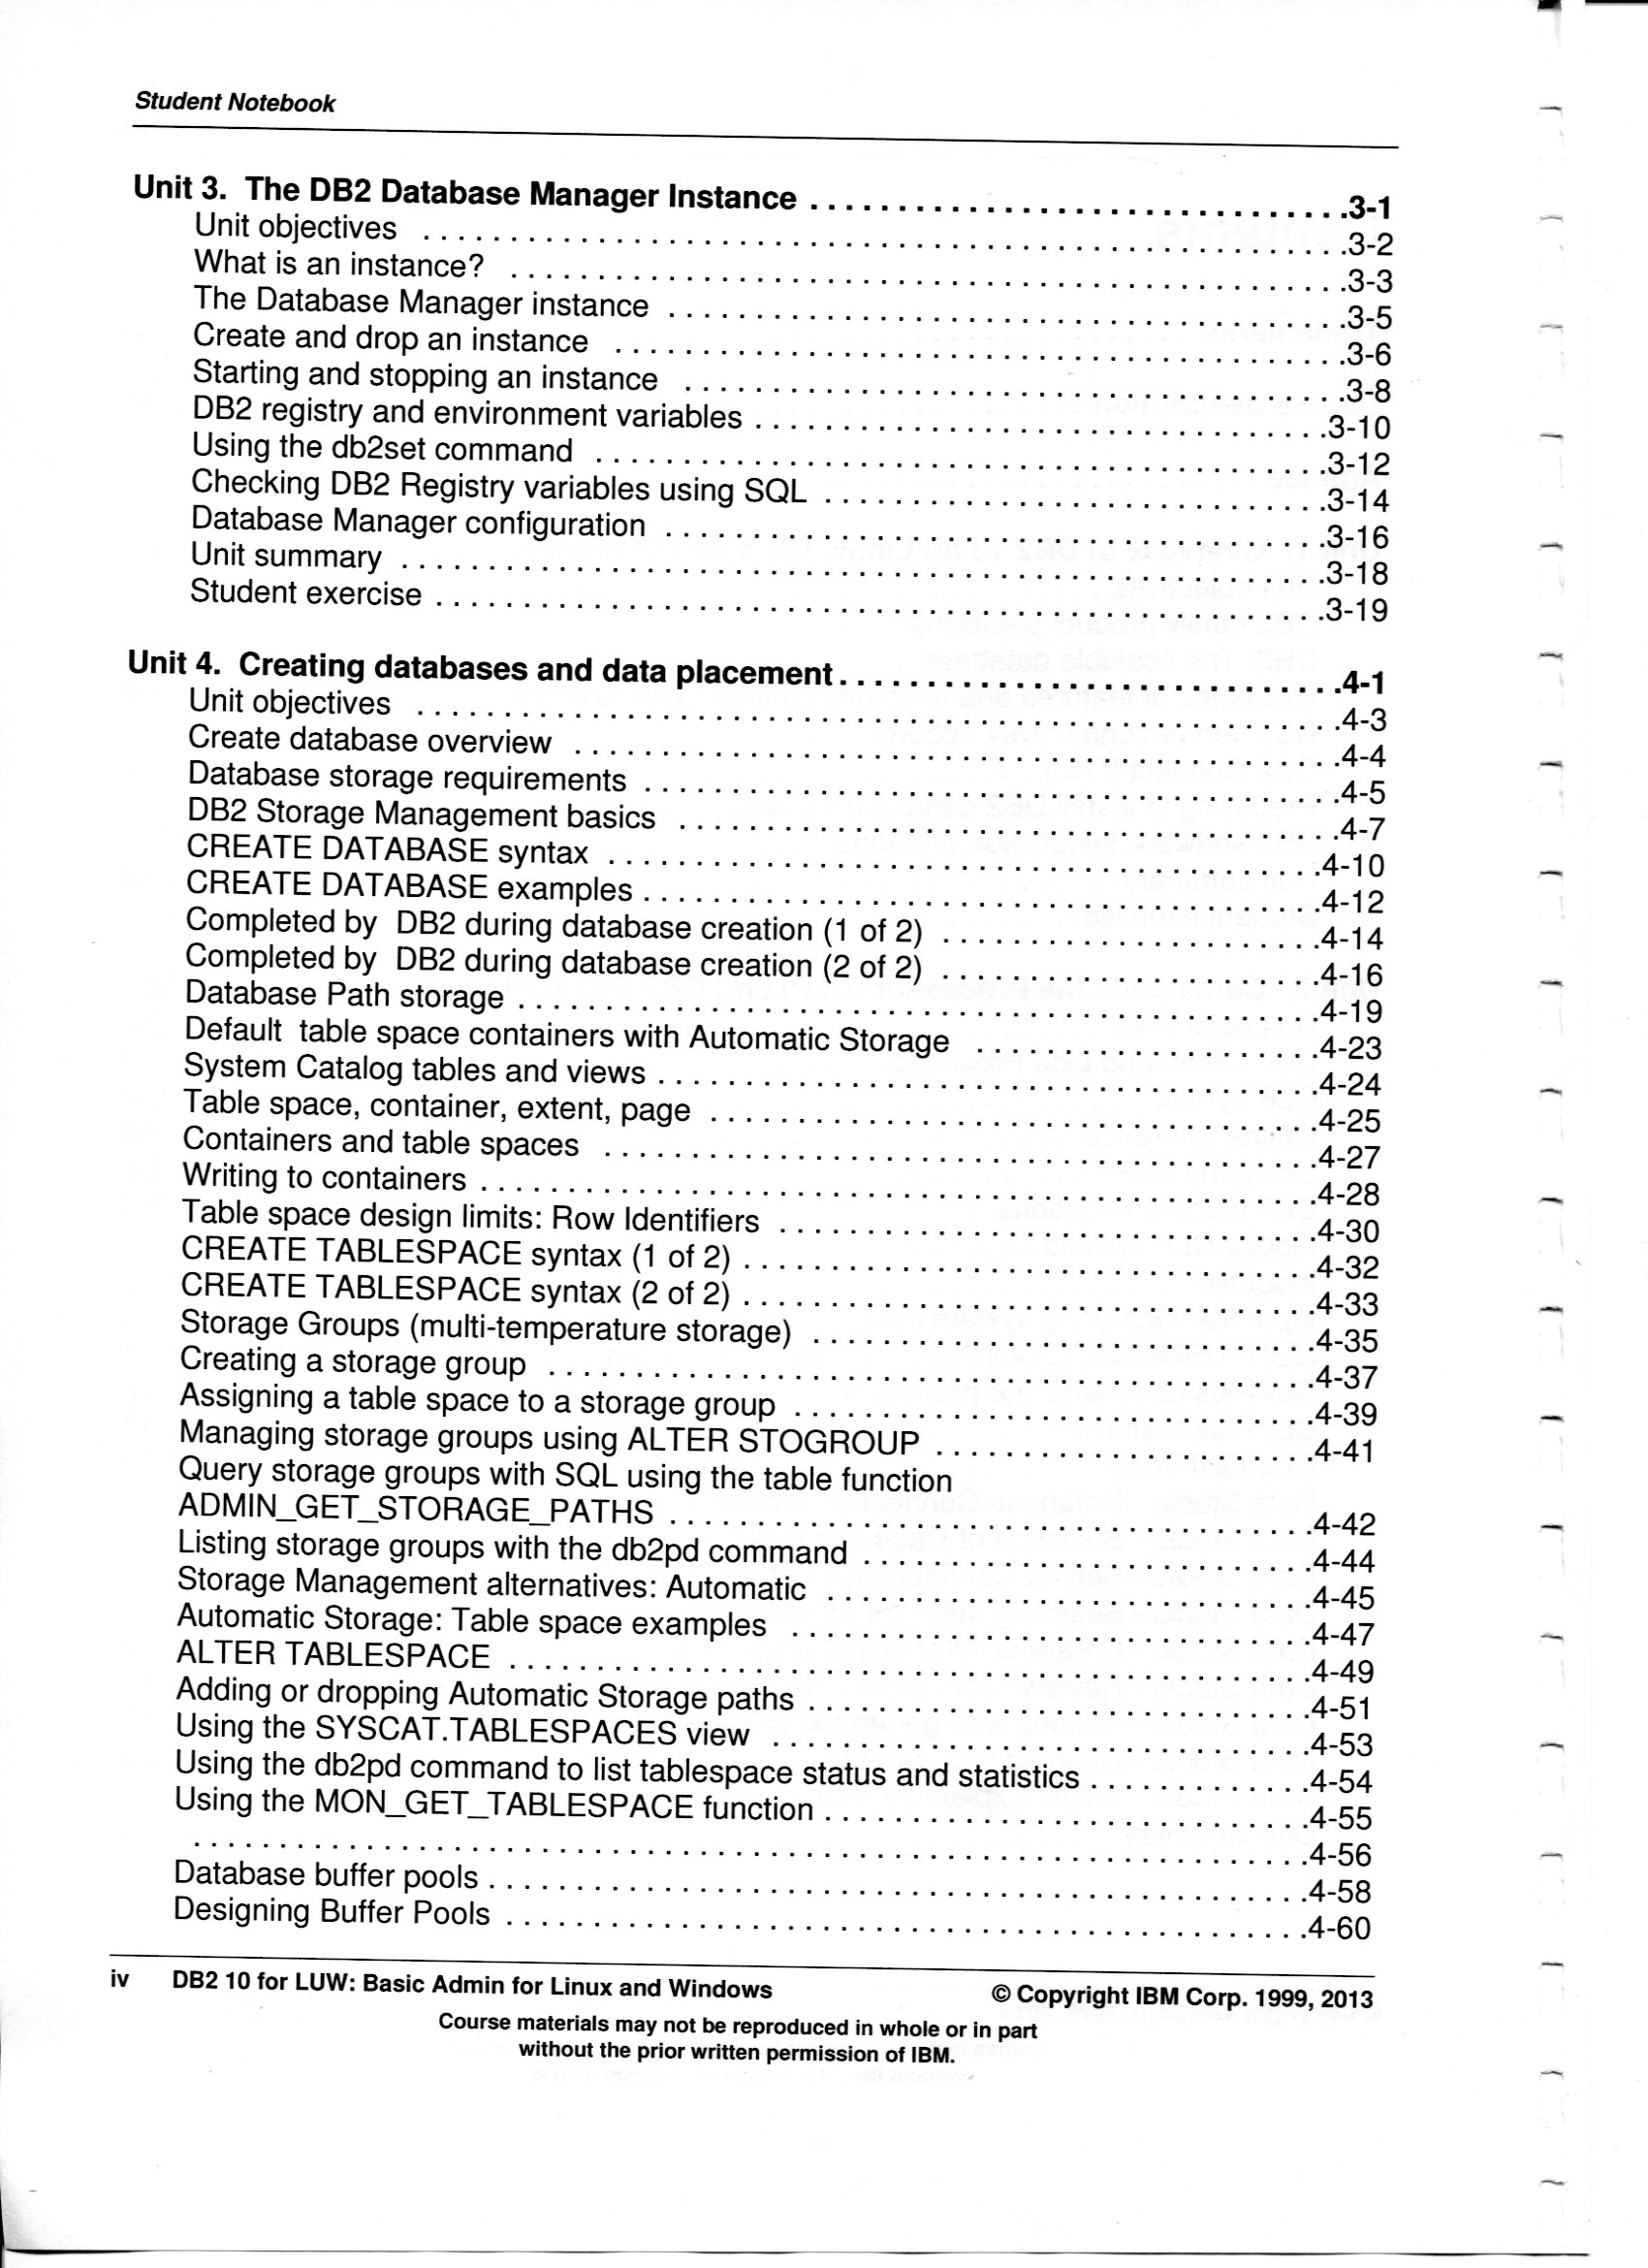 Student Notebook
Unit 3.  The DB2 Database Manager Instance . . . . . . . . . . . . . . . . . . . . . . . . . . . . . . .3-1
Unit objectives . . . . . . . . . . . . . . . . . . . . . . . . . . . . . . . . . . . . . . . . . . . . . . . .3-2
What is an instance? . . . . . . . . . . . . . . . . . . . . . . . . . . . . . . . . . . . . . . . . . . .3-3
The Database Manager instance . . . . . . . . . . . . . . . . . . . . . . . . . . . . . . . . . .3-5
Create and drop an instance . . . . . . . . . . . . . . . . . . . . . . . . . . . . . . . . . . . . .3-6
Starting and stopping an instance . . . . . . . . . . . . . . . . . . . . . . . . . . . . . . . . .3-8
DB2 registry and environment variables . . . . . . . . . . . . . . . . . . . . . . . . . . . .3-10
Using the db2set command . . . . . . . . . . . . . . . . . . . . . . . . . . . . . . . . . . . . .3-12
Checking DB2 Registry variables using SQL . . . . . . . . . . . . . . . . . . . . . . . . .3-14
Database Manager configuration . . . . . . . . . . . . . . . . . . . . . . . . . . . . . . . . .3-16
Unit summary . . . . . . . . . . . . . . . . . . . . . . . . . . . . . . . . . . . . . . . . . . . . . . .3-18
Student exercise . . . . . . . . . . . . . . . . . . . . . . . . . . . . . . . . . . . . . . . . . . . . .3-19
Unit 4.  Creating databases and data placement. . . . . . . . . . . . . . . . . . . . . . . . . . . . .4-1
Unit objectives . . . . . . . . . . . . . . . . . . . . . . . . . . . . . . . . . . . . . . . . . . . . . . . .4-3
Create database overview . . . . . . . . . . . . . . . . . . . . . . . . . . . . . . . . . . . . . . .4-4
Database storage requirements . . . . . . . . . . . . . . . . . . . . . . . . . . . . . . . . . . .4-5
DB2 Storage Management basics . . . . . . . . . . . . . . . . . . . . . . . . . . . . . . . . .4-7
CREATE DATABASE syntax . . . . . . . . . . . . . . . . . . . . . . . . . . . . . . . . . . . .4-10
CREATE DATABASE examples . . . . . . . . . . . . . . . . . . . . . . . . . . . . . . . . . .4-12
Completed by  DB2 during database creation (1 of 2) . . . . . . . . . . . . . . . . . . .4-14
Completed by  DB2 during database creation (2 of 2) . . . . . . . . . . . . . . . . . . .4-16
Database Path storage . . . . . . . . . . . . . . . . . . . . . . . . . . . . . . . . . . . . . . . .4-19
Default  table space containers with Automatic Storage . . . . . . . . . . . . . . . . .4-23
System Catalog tables and views . . . . . . . . . . . . . . . . . . . . . . . . . . . . . . . . .4-24
Table space, container, extent, page . . . . . . . . . . . . . . . . . . . . . . . . . . . . . .4-25
Containers and table spaces . . . . . . . . . . . . . . . . . . . . . . . . . . . . . . . . . . . .4-27
Writing to containers . . . . . . . . . . . . . . . . . . . . . . . . . . . . . . . . . . . . . . . . . .4-28
Table space design limits: Row Identifiers . . . . . . . . . . . . . . . . . . . . . . . . . . .4-30
CREATE TABLESPACE syntax (1 of 2) . . . . . . . . . . . . . . . . . . . . . . . . . . . . .4-32
CREATE TABLESPACE syntax (2 of 2) . . . . . . . . . . . . . . . . . . . . . . . . . . . . .4-33
Storage Groups (multi-temperature storage) . . . . . . . . . . . . . . . . . . . . . . . . .4-35
Creating a storage group . . . . . . . . . . . . . . . . . . . . . . . . . . . . . . . . . . . . . . .4-37
Assigning a table space to a storage group . . . . . . . . . . . . . . . . . . . . . . . . . .4-39
Managing storage groups using ALTER STOGROUP . . . . . . . . . . . . . . . . . . .4-41
Query storage groups with SQL using the table function
ADMIN_GET_STORAGE_PATHS . . . . . . . . . . . . . . . . . . . . . . . . . . . . . . . .4-42
Listing storage groups with the db2pd command . . . . . . . . . . . . . . . . . . . . . .4-44
Storage Management alternatives: Automatic . . . . . . . . . . . . . . . . . . . . . . . .4-45
Automatic Storage: Table space examples . . . . . . . . . . . . . . . . . . . . . . . . . .4-47
ALTER TABLESPACE . . . . . . . . . . . . . . . . . . . . . . . . . . . . . . . . . . . . . . . . .4-49
Adding or dropping Automatic Storage paths . . . . . . . . . . . . . . . . . . . . . . . . .4-51
Using the SYSCAT.TABLESPACES view . . . . . . . . . . . . . . . . . . . . . . . . . . .4-53
Using the db2pd command to list tablespace status and statistics . . . . . . . . . . .4-54
Using the MON_GET_TABLESPACE function . . . . . . . . . . . . . . . . . . . . . . . .4-55
. . . . . . . . . . . . . . . . . . . . . . . . . . . . . . . . . . . . . . . . . . . . . . . . . . . . . . . .4-56
Database buffer pools . . . . . . . . . . . . . . . . . . . . . . . . . . . . . . . . . . . . . . . . .4-58
Designing Buffer Pools . . . . . . . . . . . . . . . . . . . . . . . . . . . . . . . . . . . . . . . . .4-60
iv    DB2 10 for LUW: Basic Admin for Linux and Windows    © Copyright IBM Corp. 1999, 2013
Course materials may not be reproduced in whole or in part
without the prior written permission of IBM.